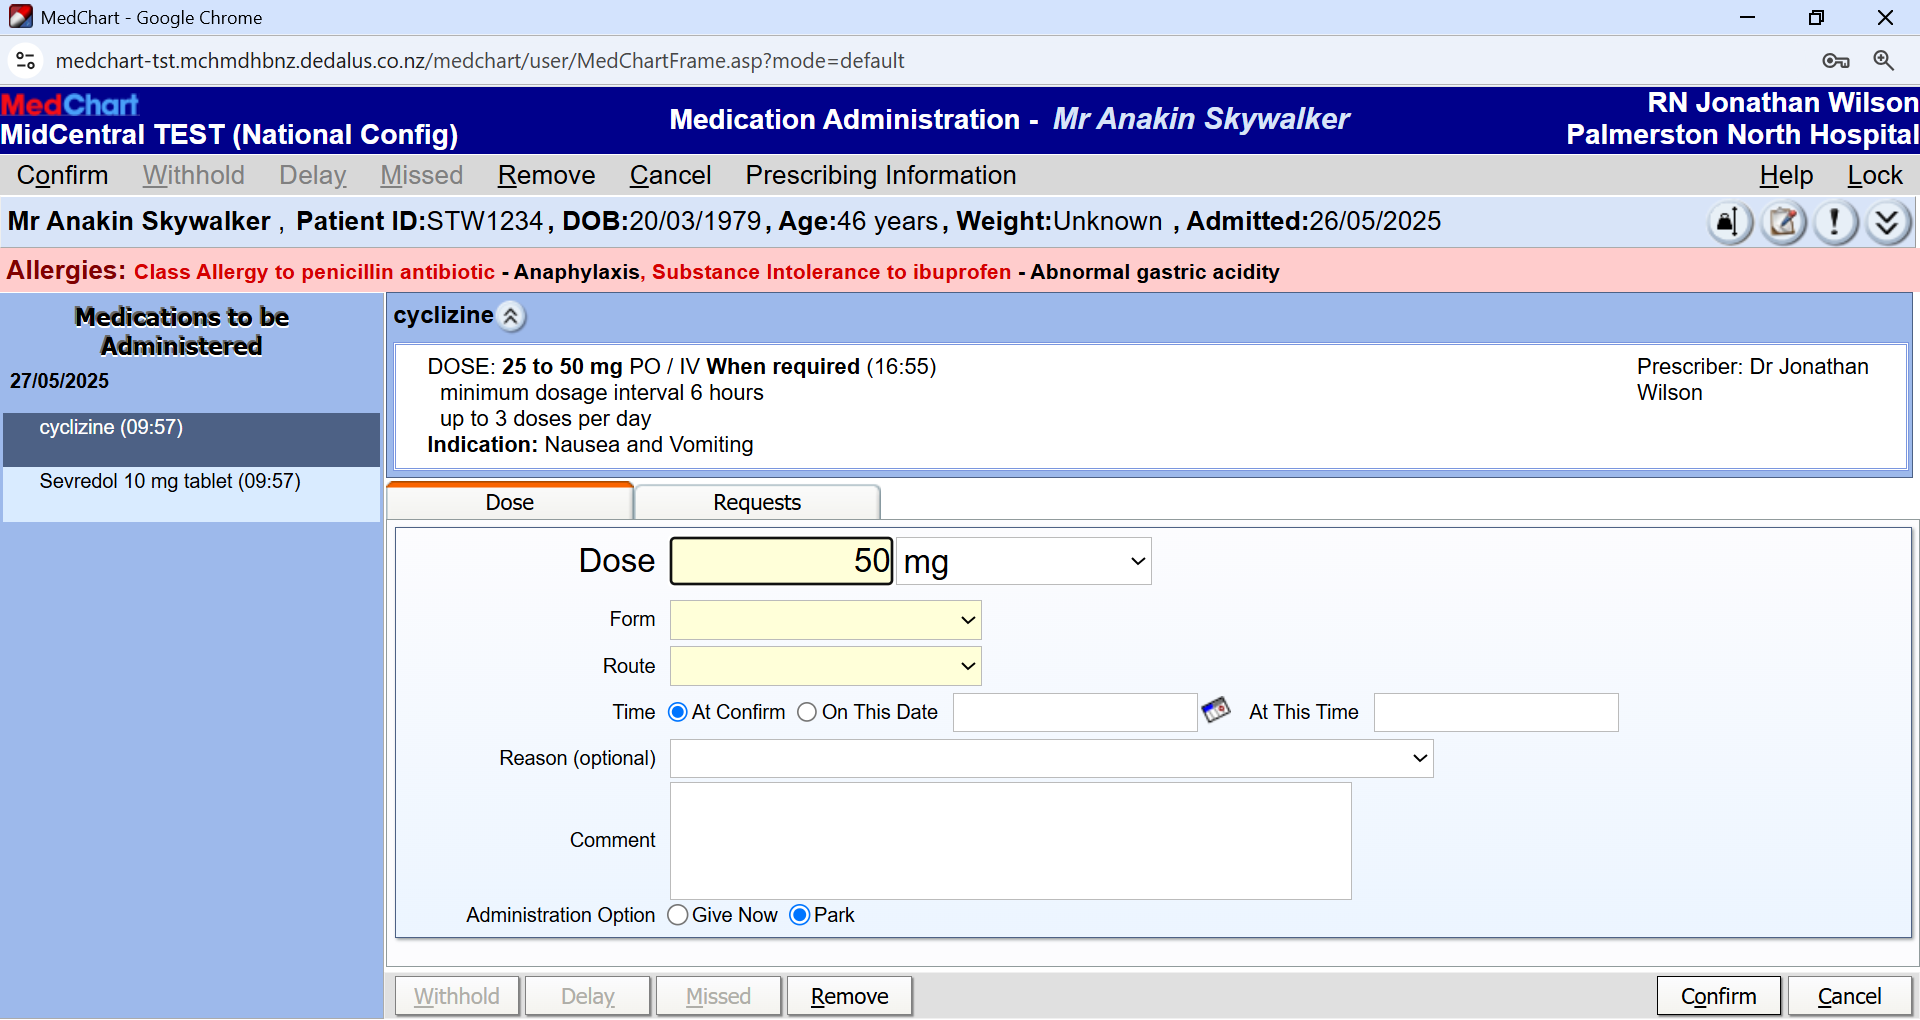 MedChart - Google Chrome
medchart-tst.mchmdhbnz.dedalus.co.nz/medchart/user/MedChartFrame.asp?mode=default
MedChart
MidCentral TEST (National Config)
Medication Administration - Mr Anakin Skywalker
RN Jonathan Wilson
Palmerston North Hospital
Confirm Withhold Delay Missed Remove Cancel Prescribing Information Help Lock
Mr Anakin Skywalker , Patient ID:STW1234, DOB:20/03/1979, Age:46 years, Weight:Unknown , Admitted:26/05/2025
Allergies: Class Allergy to penicillin antibiotic - Anaphylaxis, Substance Intolerance to ibuprofen - Abnormal gastric acidity
Medications to be
Administered
27/05/2025
cyclizine (09:57)
Sevredol 10 mg tablet (09:57)
cyclizine
DOSE: 25 to 50 mg PO / IV When required (16:55)
minimum dosage interval 6 hours
up to 3 doses per day
Indication: Nausea and Vomiting
Prescriber: Dr Jonathan
Wilson
Dose Requests
Dose 50 mg
Form
Route
Time At Confirm On This Date At This Time
Reason (optional)
Comment
Administration Option Give Now Park
Withhold Delay Missed Remove Confirm Cancel